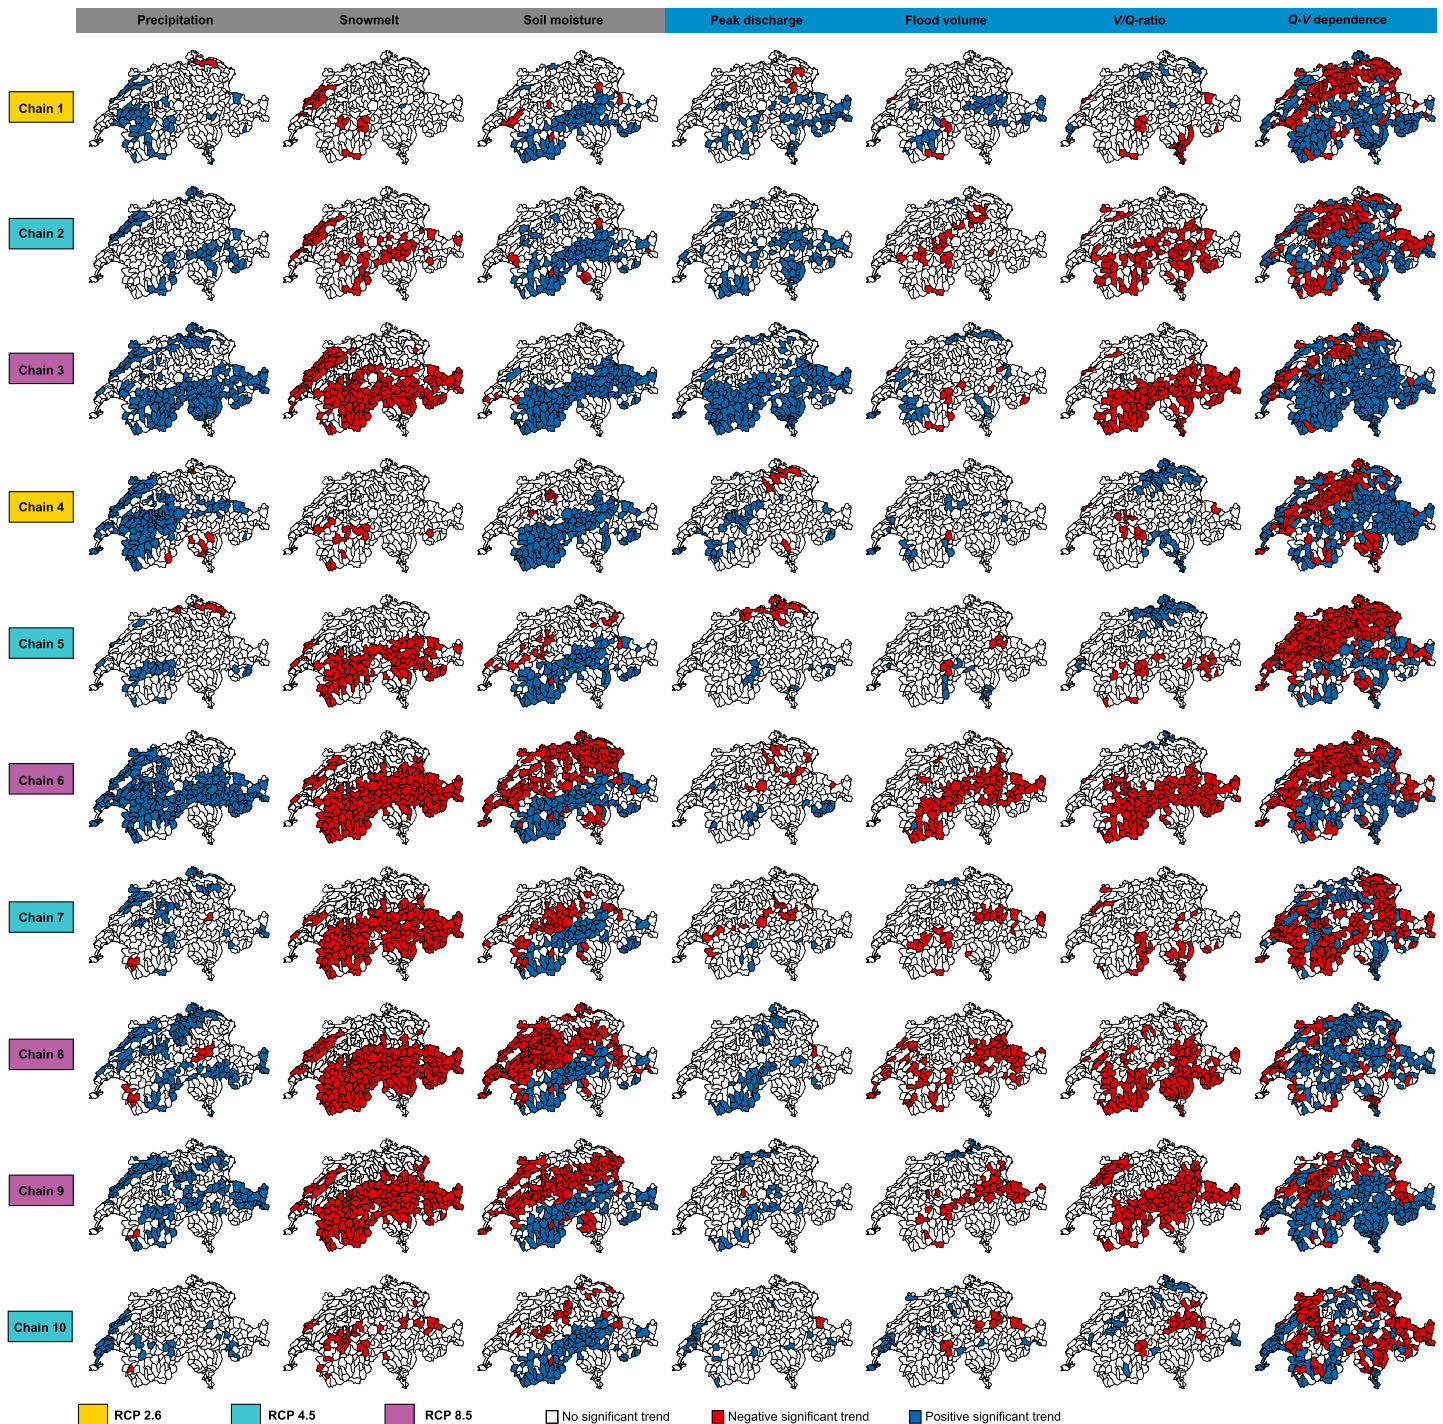 Precipitation Snowmelt Soil moisture Peak discharge Flood volume V/Q-ratio Q-V dependence
Chain 1
Chain 2
Chain 3
Chain 4
Chain 5
Chain 6
Chain 7
Chain 8
Chain 9
Chain 10
RCP 2.6 RCP 4.5 RCP 8.5 No significant trend Negative significant trend Positive significant trend